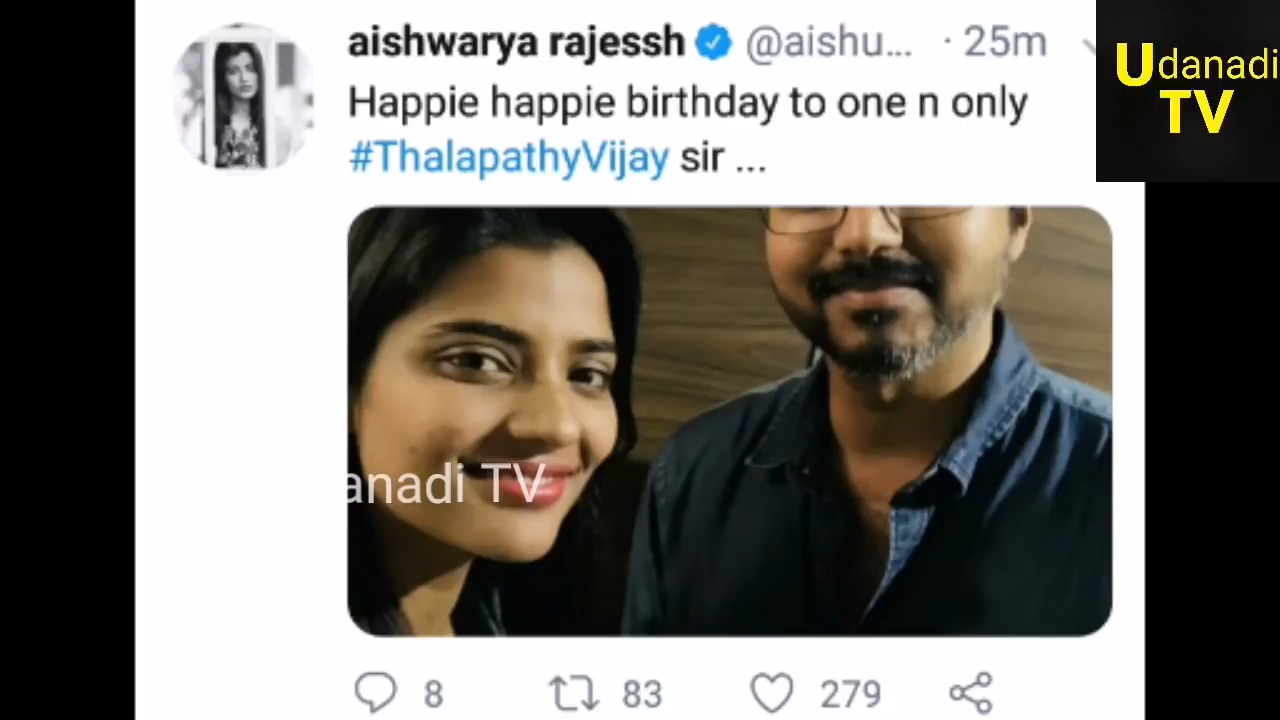 aishwarya rajessh @aishu... · 25m
Happie happie birthday to one n only
#ThalapathyVijay sir ...
Udanadi
TV
anadi TV
8 83 279